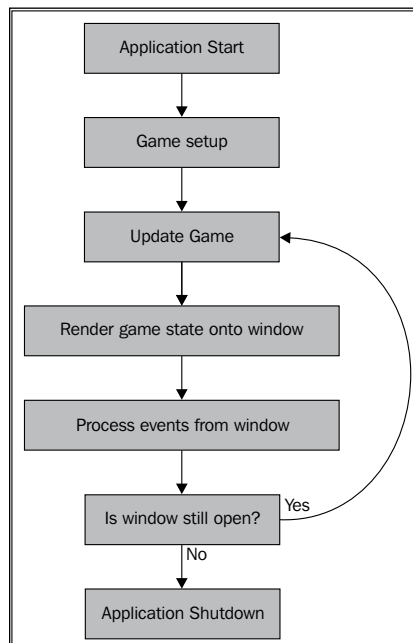 Application Start
Game setup
Update Game
Render game state onto window
Process events from window
Is window still open?
Yes
No
Application Shutdown